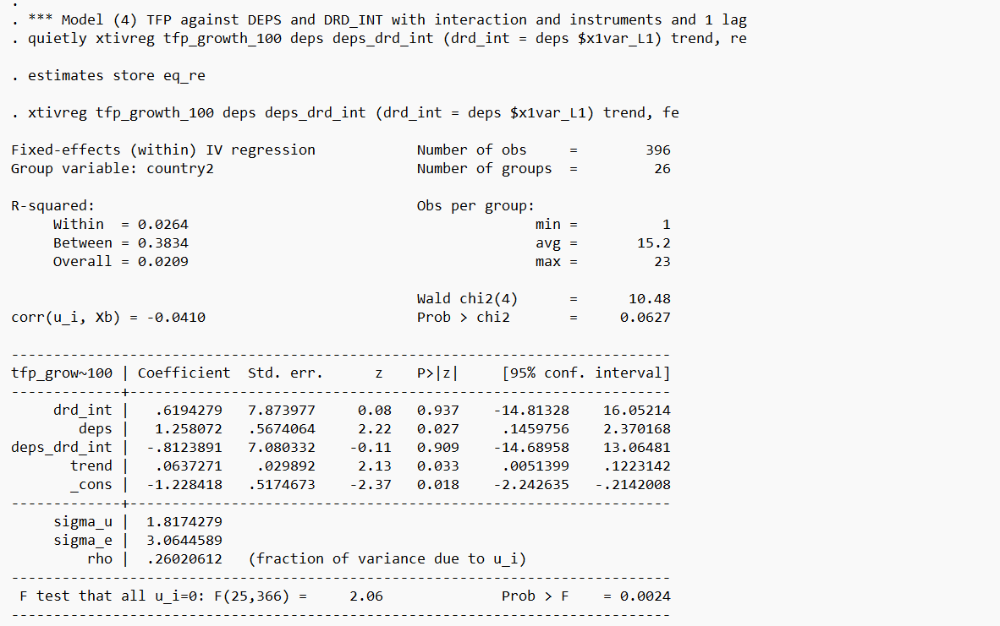 .
. *** Model (4) TFP against DEPS and DRD_INT with interaction and instruments and 1 lag
. quietly xtivreg tfp_growth_100 deps deps_drd_int (drd_int = deps $x1var_L1) trend, re
. estimates store eq_re
. xtivreg tfp_growth_100 deps deps_drd_int (drd_int = deps $x1var_L1) trend, fe
Fixed-effects (within) IV regression Number of obs = 396
Group variable: country2 Number of groups = 26
R-squared: Obs per group:
Within = 0.0264 min = 1
Between = 0.3834 avg = 15.2
Overall = 0.0209 max = 23
Wald chi2(4) = 10.48
corr(u_i, Xb) = -0.0410 Prob > chi2 = 0.0627
------------------------------------------------------------------------------
tfp_grow~100 | Coefficient Std. err. z P>|z| [95% conf. interval]
-------------+----------------------------------------------------------------
drd_int | .6194279 7.873977 0.08 0.937 -14.81328 16.05214
deps | 1.258072 .5674064 2.22 0.027 .1459756 2.370168
deps_drd_int | -.8123891 7.080332 -0.11 0.909 -14.68958 13.06481
trend | .0637271 .029892 2.13 0.033 .0051399 .1223142
_cons | -1.228418 .5174673 -2.37 0.018 -2.242635 -.2142008
-------------+----------------------------------------------------------------
sigma_u | 1.8174279
sigma_e | 3.0644589
rho | .26020612 (fraction of variance due to u_i)
------------------------------------------------------------------------------
F test that all u_i=0: F(25,366) = 2.06 Prob > F = 0.0024
------------------------------------------------------------------------------